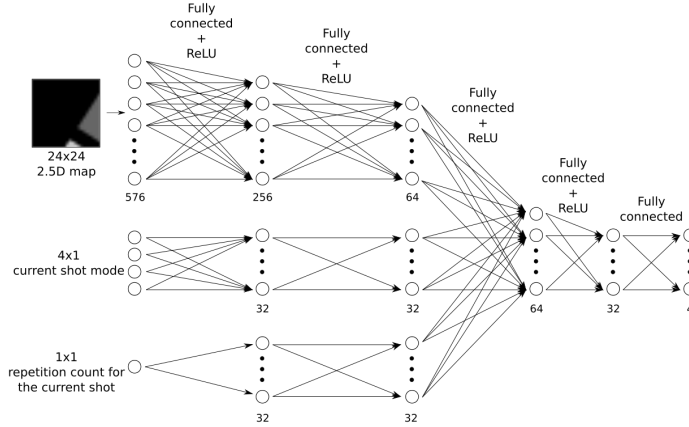 Fully
connected
+
ReLU
Fully
connected
+
ReLU
Fully
connected
+
ReLU
Fully
connected
+
ReLU
Fully
connected
24x24
2.5D map
576
256
64
4x1
current shot mode
32
32
64
32
4
1x1
repetition count for
the current shot
32
32